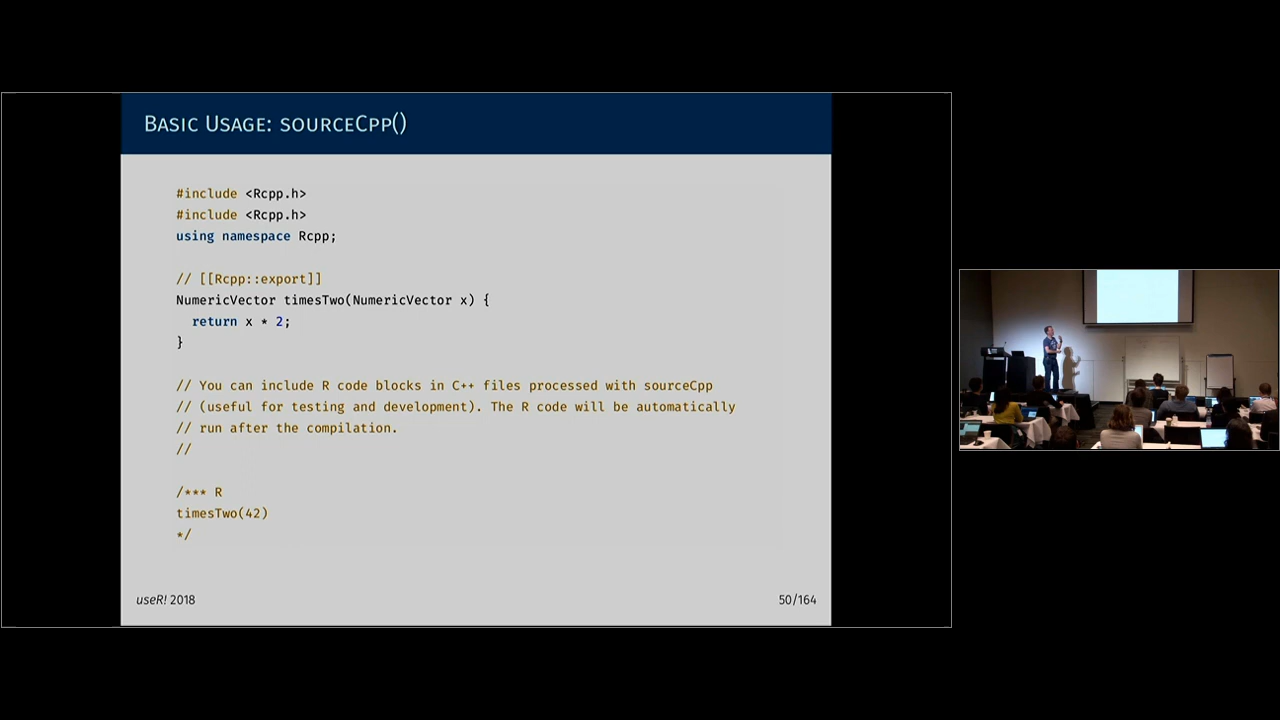 BASIC USAGE: SOURCECPP()
#include <Rcpp.h>
#include <Rcpp.h>
using namespace Rcpp;
// [[Rcpp::export]]
NumericVector timesTwo(NumericVector x) {
  return x * 2;
}
// You can include R code blocks in C++ files processed with sourceCpp
// (useful for testing and development). The R code will be automatically
// run after the compilation.
//
/*** R
timesTwo(42)
*/
useR! 2018
50/164